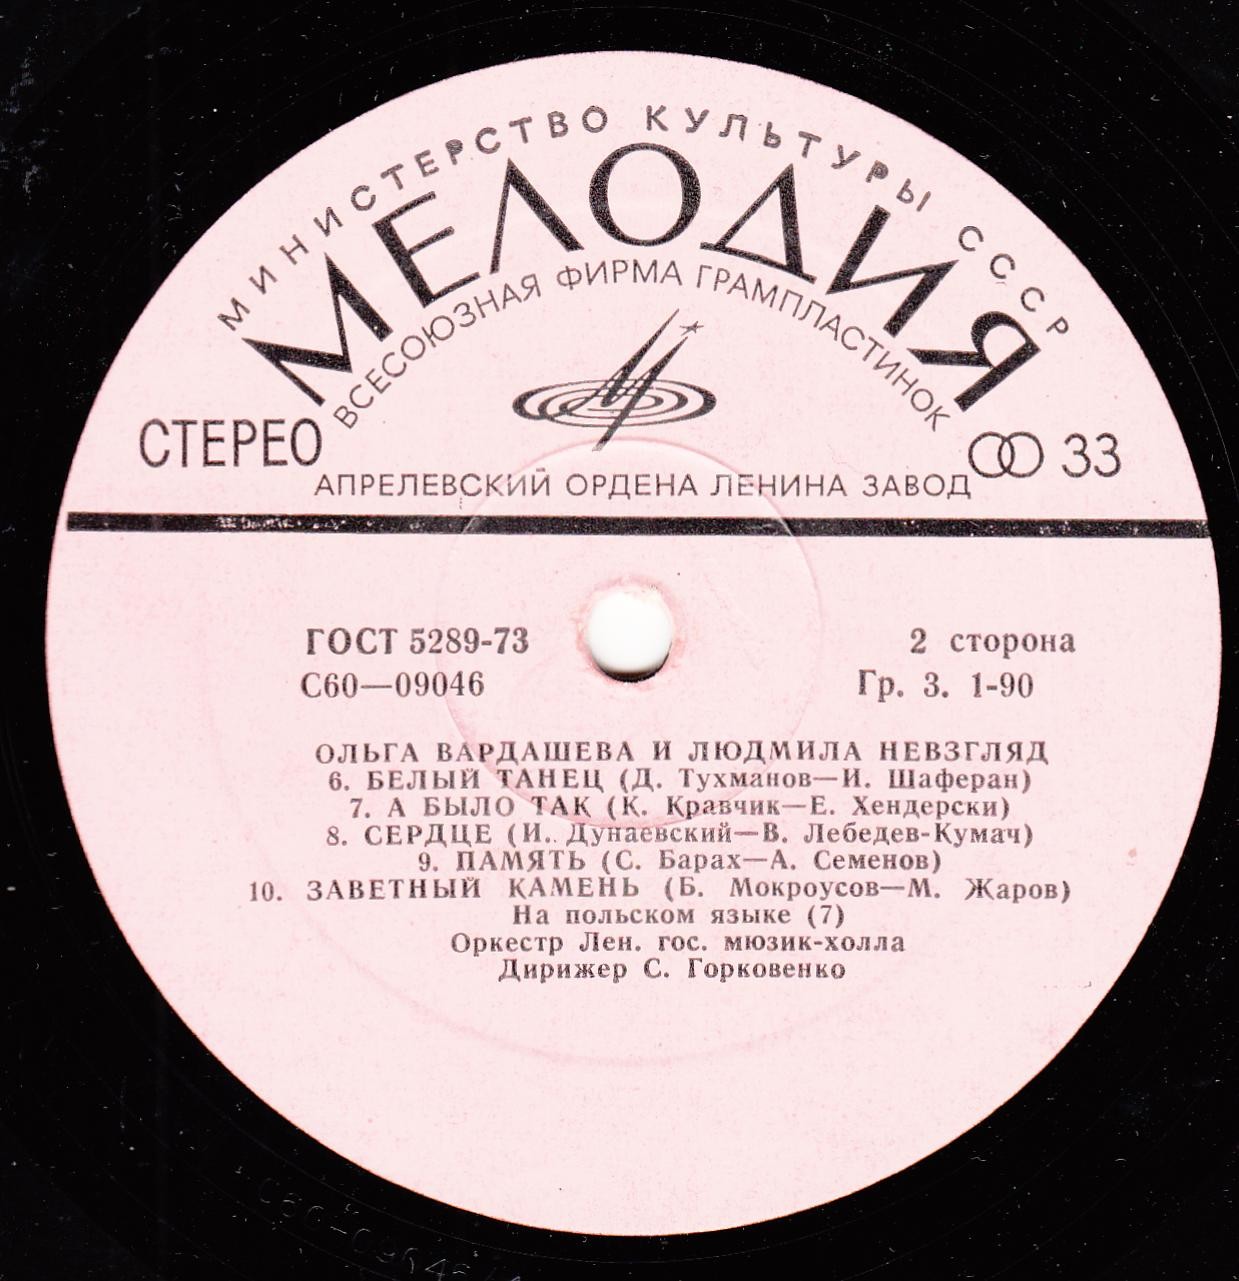 МИНИСТЕРСТВО КУЛЬТУРЫ СССР
МЕЛОДИЯ
ВСЕСОЮЗНАЯ ФИРМА ГРАМПЛАСТИНОК
СТЕРЕО
33
АПРЕЛЕВСКИЙ ОРДЕНА ЛЕНИНА ЗАВОД
ГОСТ 5289-73
2 сторона
С60—09046
Гр. 3. 1-90
ОЛЬГА ВАРДАШЕВА И ЛЮДМИЛА НЕВЗГЛЯД
6. БЕЛЫЙ ТАНЕЦ (Д. Тухманов—И. Шаферан)
7. А БЫЛО ТАК (К. Кравчик—Е. Хендерски)
8. СЕРДЦЕ (И. Дунаевский—В. Лебедев-Кумач)
9. ПАМЯТЬ (С. Барах—А. Семенов)
10. ЗАВЕТНЫЙ КАМЕНЬ (Б. Мокроусов—М. Жаров)
На польском языке (7)
Оркестр Лен. гос. мюзик-холла
Дирижер С. Горковенко